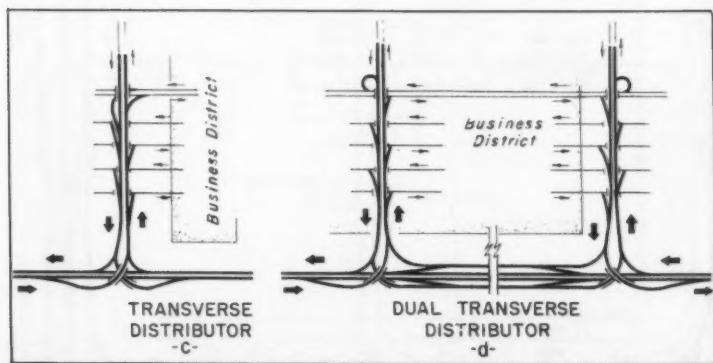 Business District
Business
District
TRANSVERSE
DISTRIBUTOR
-c-
DUAL TRANSVERSE
DISTRIBUTOR
-d-